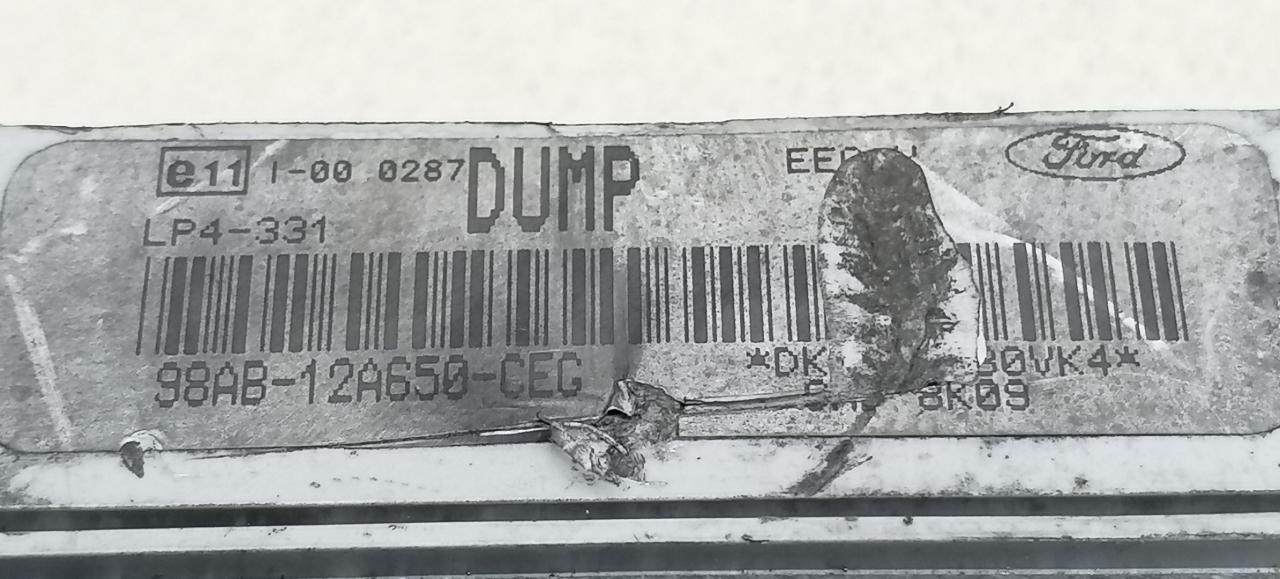 e11 1-00 0287 DUMP Ford
LP4-331
98AB-12A650-CEG
8K09